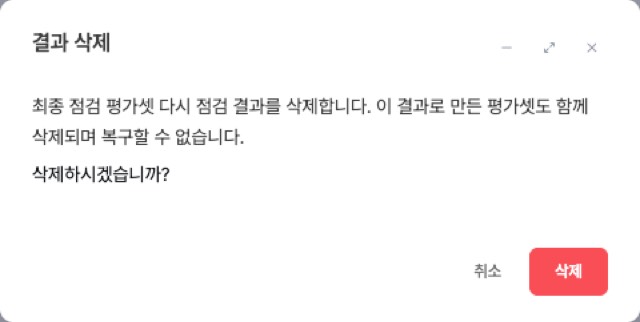 결과 삭제
최종 점검 평가셋 다시 점검 결과를 삭제합니다. 이 결과로 만든 평가셋도 함께
삭제되며 복구할 수 없습니다.
삭제하시겠습니까?
취소
삭제